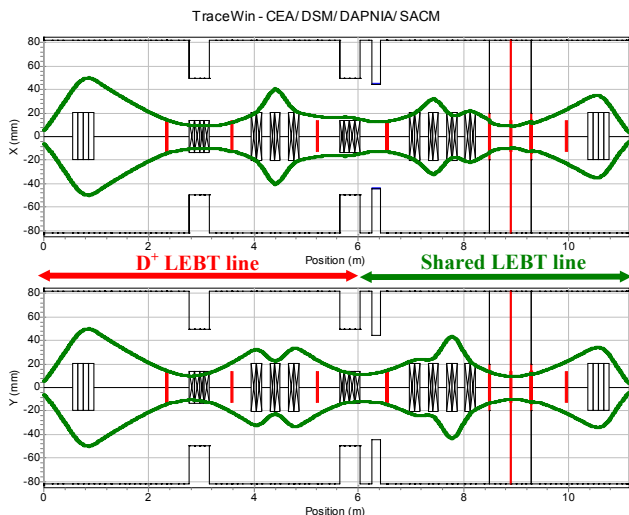 TraceWin - CEA/ DSM/ DAPNIA/ SACM
80
60
40
20
0
-20
-40
-60
-80
X (mm)
0 2 4 6 8 10
Position (m)
D+ LEBT line
Shared LEBT line
80
60
40
20
0
-20
-40
-60
-80
Y (mm)
0 2 4 6 8 10
Position (m)